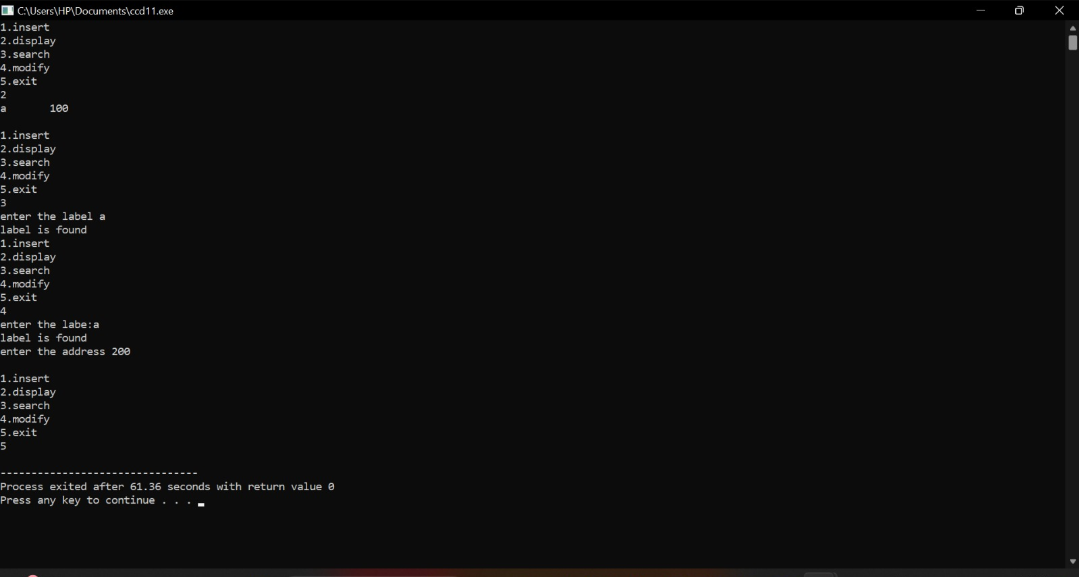 C:\Users\HP\Documents\ccd11.exe
1.insert
2.display
3.search
4.modify
5.exit
2
a 100
1.insert
2.display
3.search
4.modify
5.exit
3
enter the label a
label is found
1.insert
2.display
3.search
4.modify
5.exit
4
enter the labe:a
label is found
enter the address 200
1.insert
2.display
3.search
4.modify
5.exit
5
--------------------------------
Process exited after 61.36 seconds with return value 0
Press any key to continue . . .